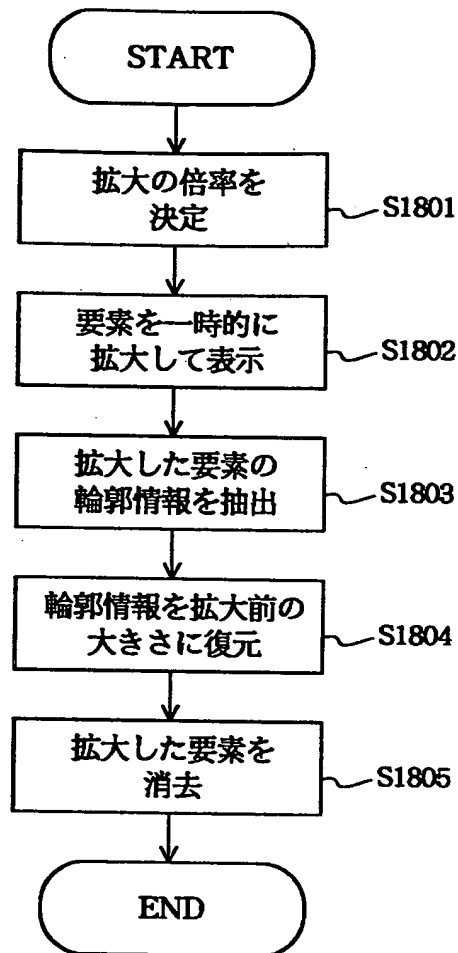 START
拡大の倍率を
決定
S1801
要素を一時的に
拡大して表示
S1802
拡大した要素の
輪郭情報を抽出
S1803
輪郭情報を拡大前の
大きさに復元
S1804
拡大した要素を
消去
S1805
END